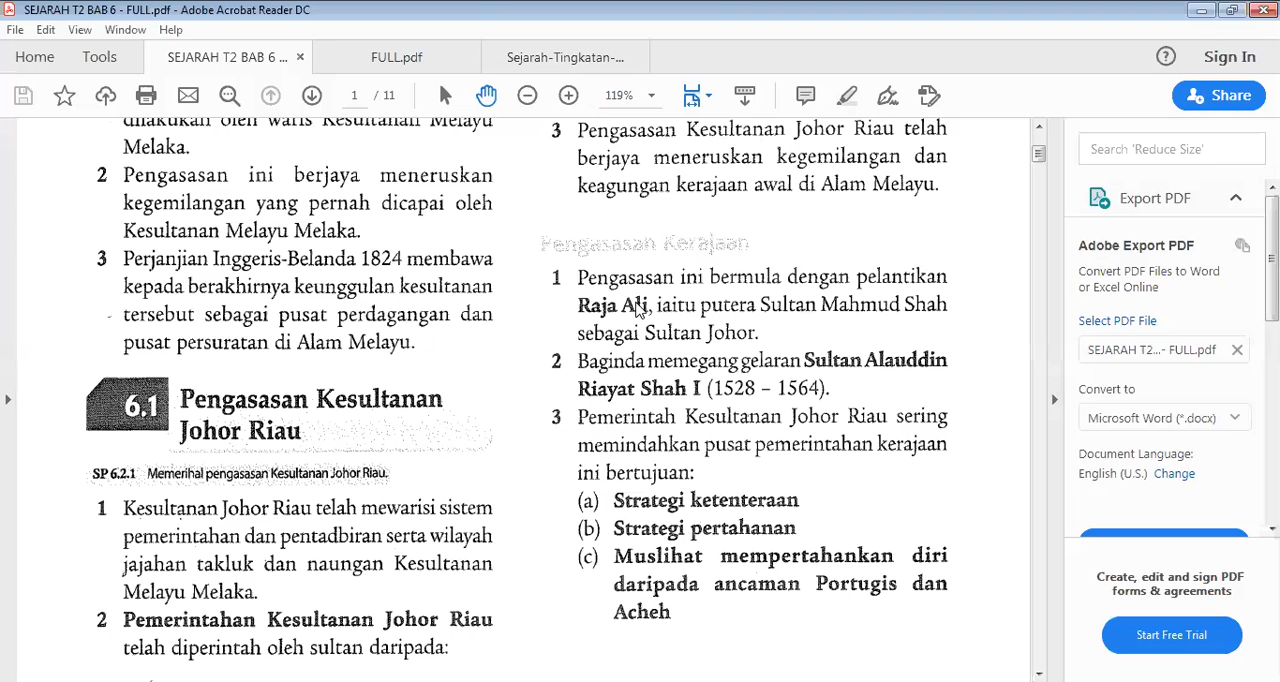 SEJARAH T2 BAB 6 - FULL.pdf - Adobe Acrobat Reader DC
File Edit View Window Help
Home Tools SEJARAH T2 BAB 6 ... × FULL.pdf Sejarah-Tingkatan-... Sign In
1 / 11 119% Share
dilakukan oleh waris Kesultanan Melayu
Melaka.
2 Pengasasan ini berjaya meneruskan
kegemilangan yang pernah dicapai oleh
Kesultanan Melayu Melaka.
3 Perjanjian Inggeris-Belanda 1824 membawa
kepada berakhirnya keunggulan kesultanan
tersebut sebagai pusat perdagangan dan
pusat persuratan di Alam Melayu.
6.1 Pengasasan Kesultanan
Johor Riau
SP 6.2.1 Memerihal pengasasan Kesultanan Johor Riau.
1 Kesultanan Johor Riau telah mewarisi sistem
pemerintahan dan pentadbiran serta wilayah
jajahan takluk dan naungan Kesultanan
Melayu Melaka.
2 Pemerintahan Kesultanan Johor Riau
telah diperintah oleh sultan daripada:
3 Pengasasan Kesultanan Johor Riau telah
berjaya meneruskan kegemilangan dan
keagungan kerajaan awal di Alam Melayu.
Pengasasan Kerajaan
1 Pengasasan ini bermula dengan pelantikan
Raja Ali, iaitu putera Sultan Mahmud Shah
sebagai Sultan Johor.
2 Baginda memegang gelaran Sultan Alauddin
Riayat Shah I (1528 – 1564).
3 Pemerintah Kesultanan Johor Riau sering
memindahkan pusat pemerintahan kerajaan
ini bertujuan:
(a) Strategi ketenteraan
(b) Strategi pertahanan
(c) Muslihat mempertahankan diri
daripada ancaman Portugis dan
Acheh
Search 'Reduce Size'
Export PDF
Adobe Export PDF
Convert PDF Files to Word
or Excel Online
Select PDF File
SEJARAH T2...- FULL.pdf ×
Convert to
Microsoft Word (*.docx)
Document Language:
English (U.S.) Change
Create, edit and sign PDF
forms & agreements
Start Free Trial